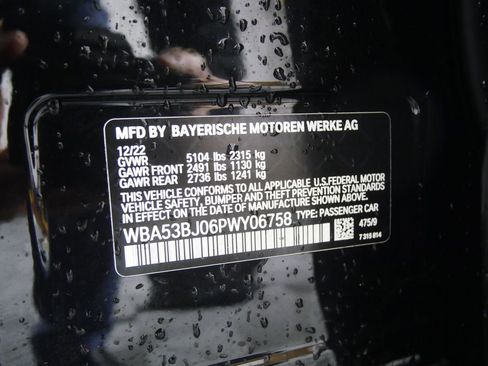 MFD BY BAYERISCHE MOTOREN WERKE AG
12/22
GVWR 5104 lbs 2315 kg
GAWR FRONT 2491 lbs 1130 kg
GAWR REAR 2736 lbs 1241 kg
THIS VEHICLE CONFORMS TO ALL APPLICABLE U.S.FEDERAL MOTOR
VEHICLE SAFETY, BUMPER AND THEFT PREVENTION STANDARDS
IN EFFECT ON THE DATE OF MANUFACTURE SHOWN ABOVE.
WBA53BJ06PWY06758 TYPE: PASSENGER CAR
475/9
7 315 814